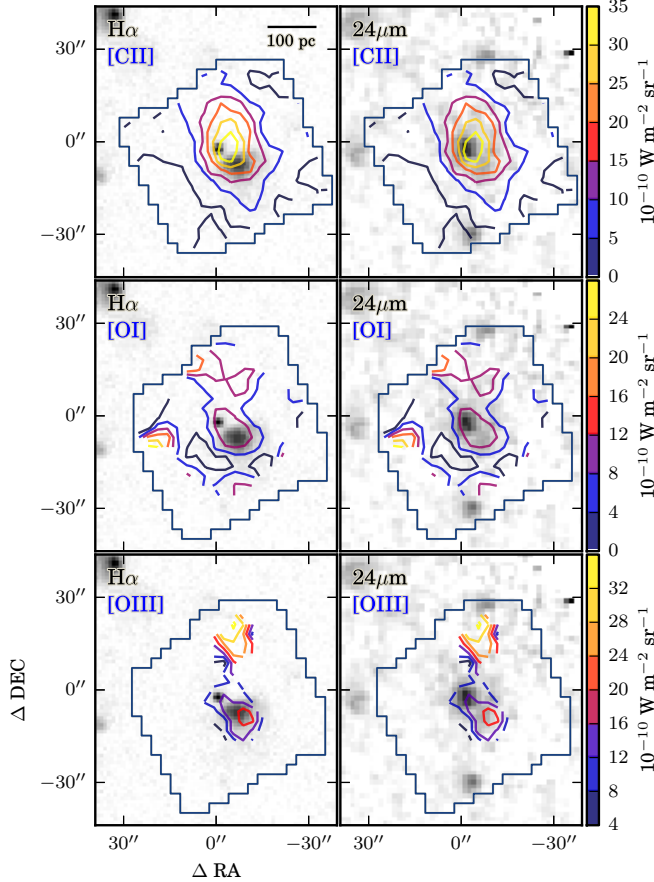 Hα
[CII]
100 pc
24μm
[CII]
30″
0″
−30″
35
30
25
20
15
10
5
0
10⁻¹⁰ W m⁻² sr⁻¹
Hα
[OI]
24μm
[OI]
30″
0″
−30″
24
20
16
12
8
4
0
10⁻¹⁰ W m⁻² sr⁻¹
Hα
[OIII]
24μm
[OIII]
30″
0″
−30″
32
28
24
20
16
12
8
4
10⁻¹⁰ W m⁻² sr⁻¹
Δ DEC
30″ 0″ −30″ 30″ 0″ −30″
Δ RA